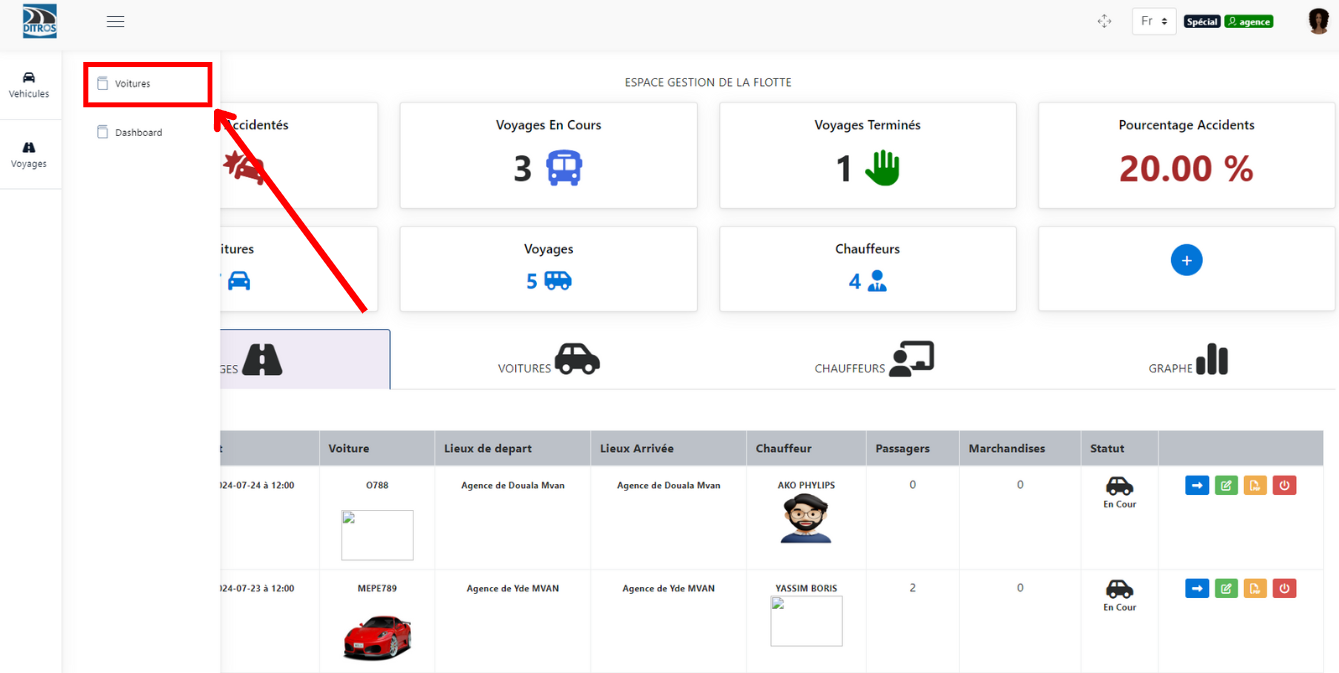 DITROS
Fr
Spécial
agence
Vehicules
Voyages
Voitures
Dashboard
ESPACE GESTION DE LA FLOTTE
Accidentés
Voyages En Cours
3
Voyages Terminés
1
Pourcentage Accidents
20.00 %
itures
Voyages
5
Chauffeurs
4
+
GES
VOITURES
CHAUFFEURS
GRAPHE
t Voiture Lieux de depart Lieux Arrivée Chauffeur Passagers Marchandises Statut
024-07-24 à 12:00 O788 Agence de Douala Mvan Agence de Douala Mvan AKO PHYLIPS 0 0
En Cour
024-07-23 à 12:00 MEPE789 Agence de Yde MVAN Agence de Yde MVAN YASSIM BORIS 2 0
En Cour